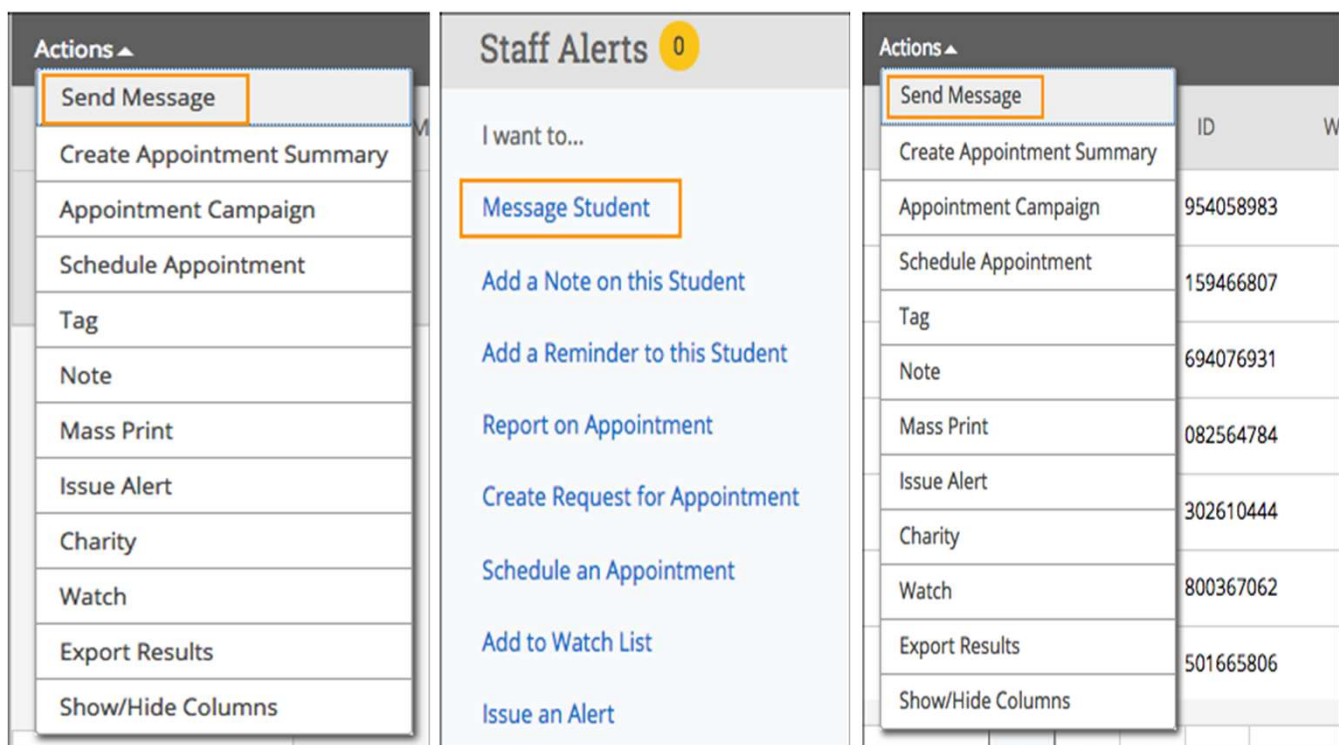 Actions
Send Message
M
Create Appointment Summary
Appointment Campaign
Schedule Appointment
Tag
Note
Mass Print
Issue Alert
Charity
Watch
Export Results
Show/Hide Columns
Staff Alerts 0
I want to...
Message Student
Add a Note on this Student
Add a Reminder to this Student
Report on Appointment
Create Request for Appointment
Schedule an Appointment
Add to Watch List
Issue an Alert
Actions
Send Message
Create Appointment Summary
Appointment Campaign
Schedule Appointment
Tag
Note
Mass Print
Issue Alert
Charity
Watch
Export Results
Show/Hide Columns
ID W
954058983
159466807
694076931
082564784
302610444
800367062
501665806